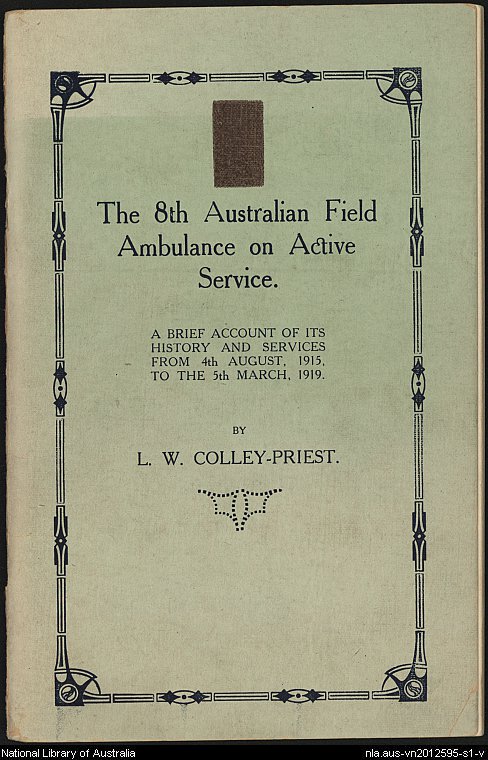 The 8th Australian Field
Ambulance on Active
Service.
A BRIEF ACCOUNT OF ITS
HISTORY AND SERVICES
FROM 4th AUGUST, 1915,
TO THE 5th MARCH, 1919.
BY
L. W. COLLEY-PRIEST.
National Library of Australia
nla.aus-vn2012595-s1-v